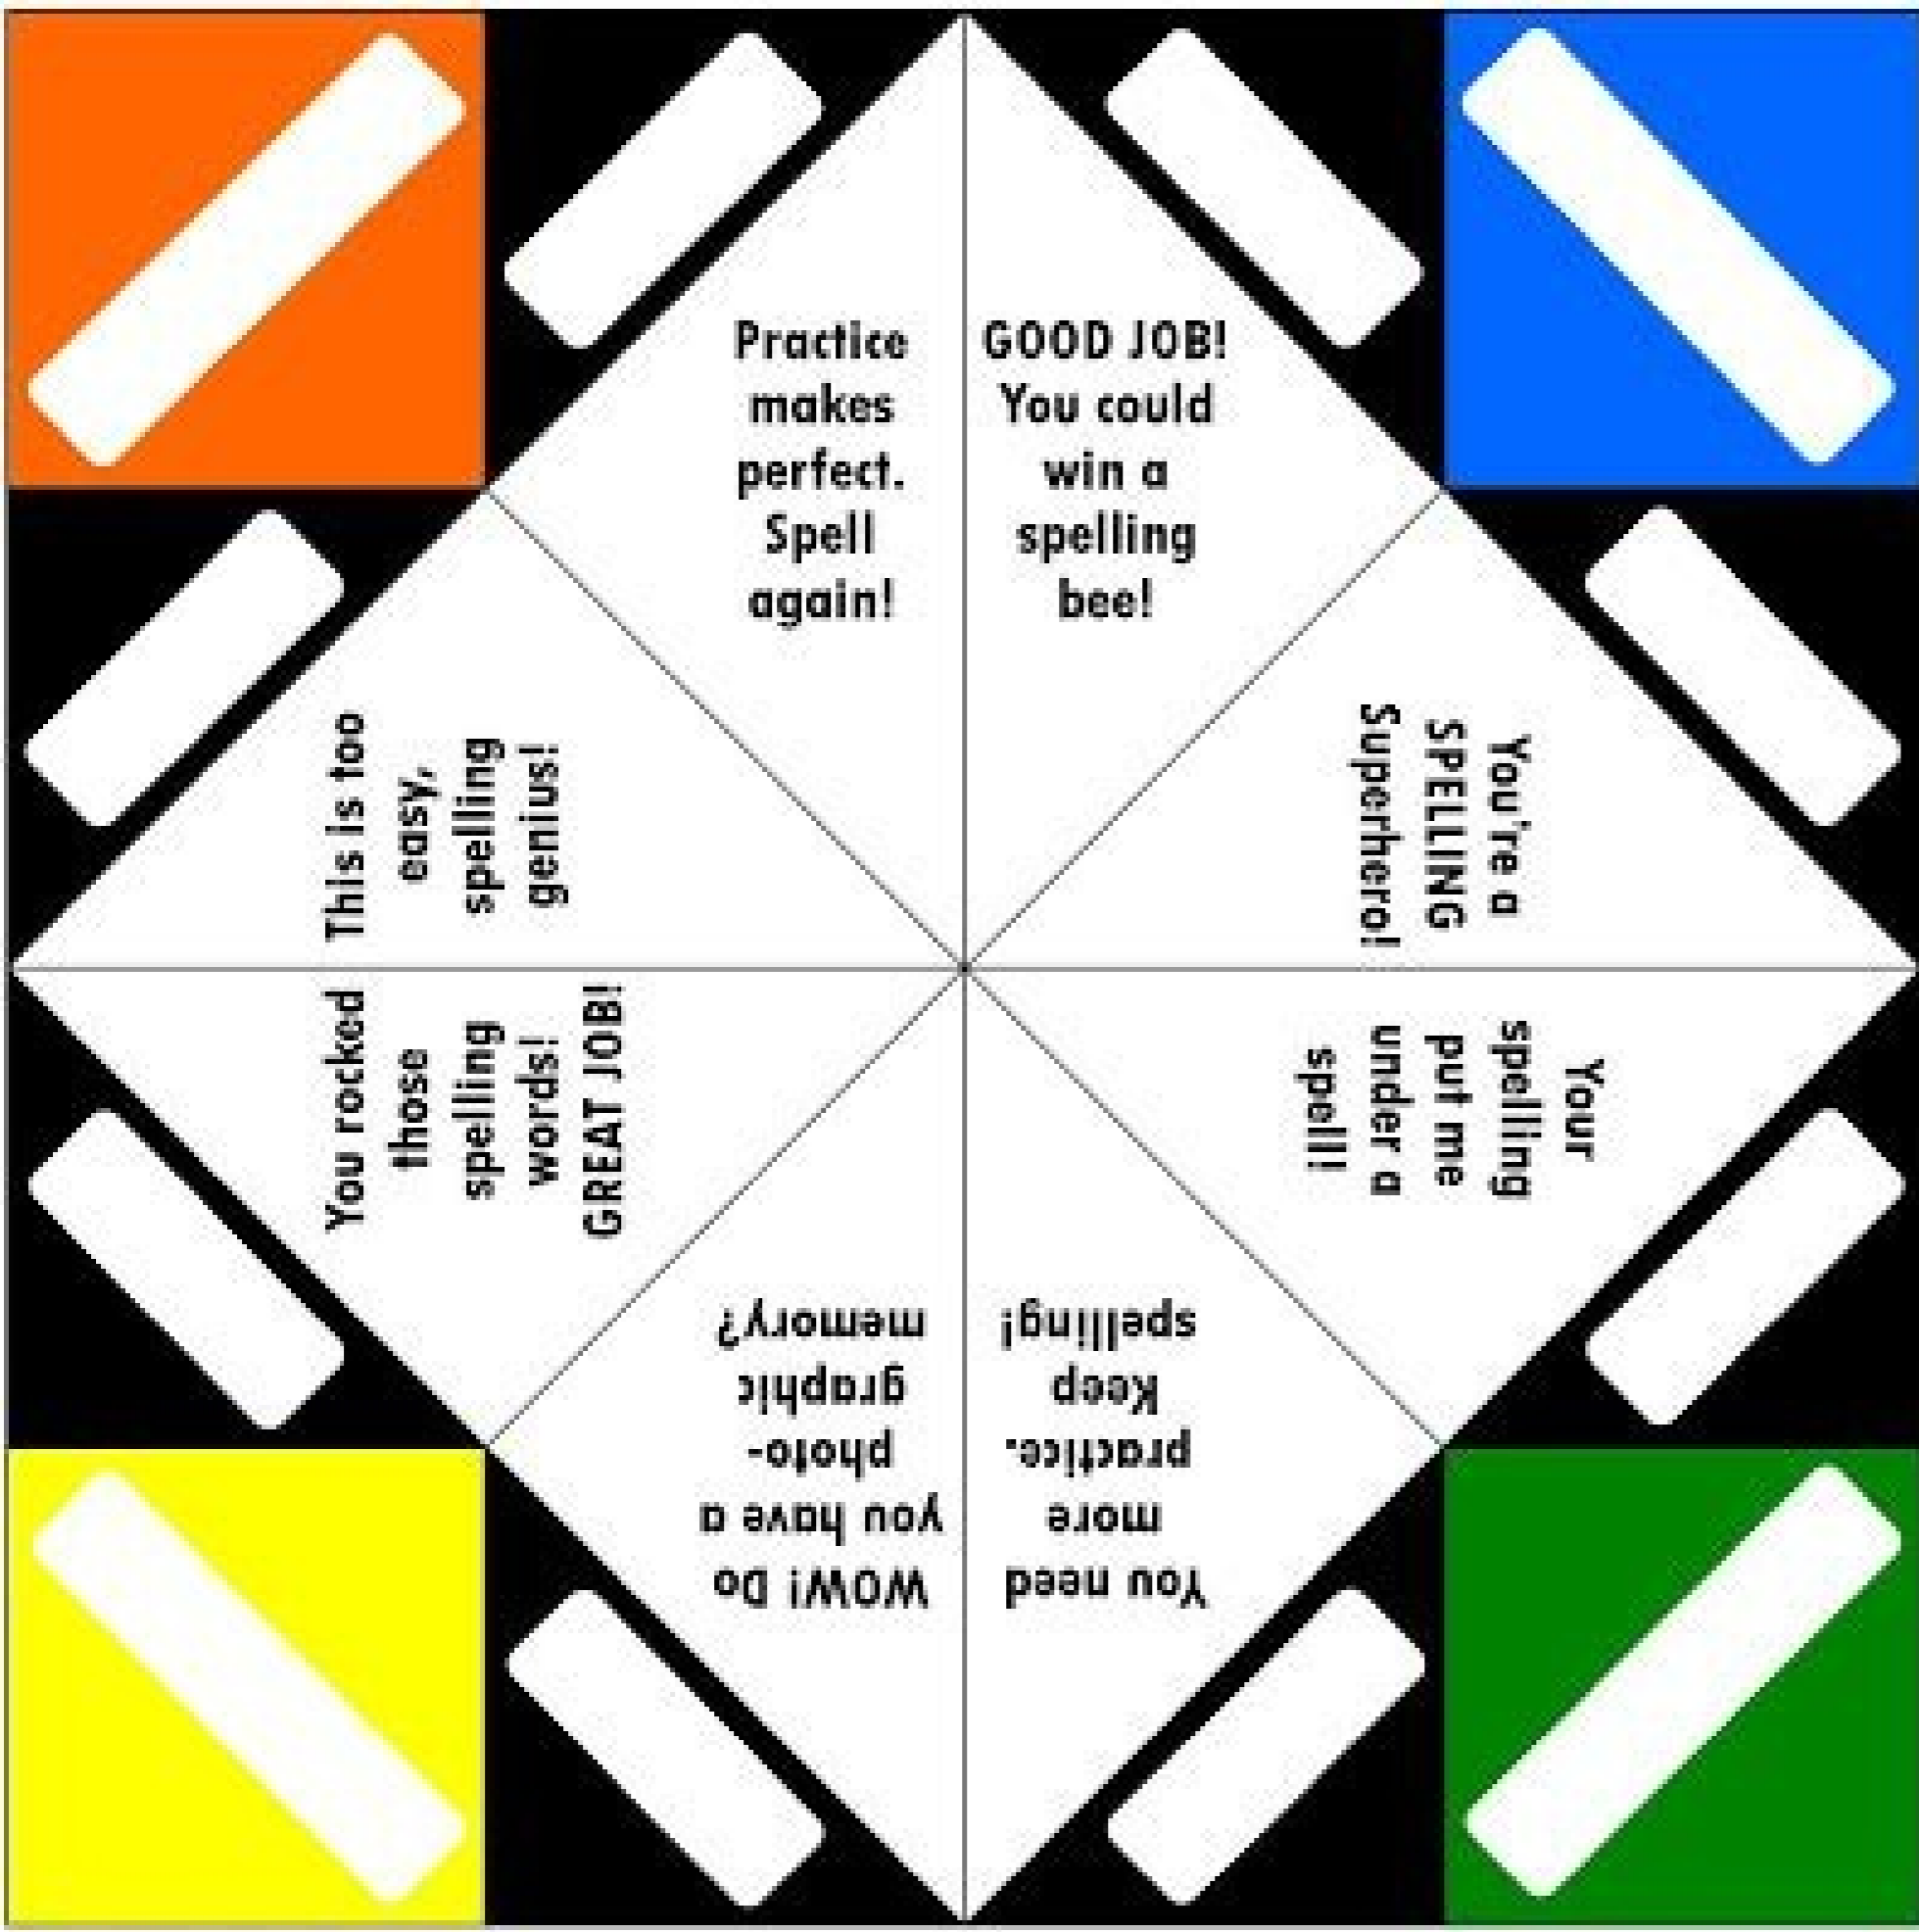 Practice
makes
perfect.
Spell
again!
GOOD JOB!
You could
win a
spelling
bee!
You're a
SPELLING
Superhero!
Your
spelling
put me
under a
spell!
You need
more
practice.
Keep
spelling!
WOW! Do
you have a
photo-
graphic
memory?
You rocked
those
spelling
words!
GREAT JOB!
This is too
easy,
spelling
genius!